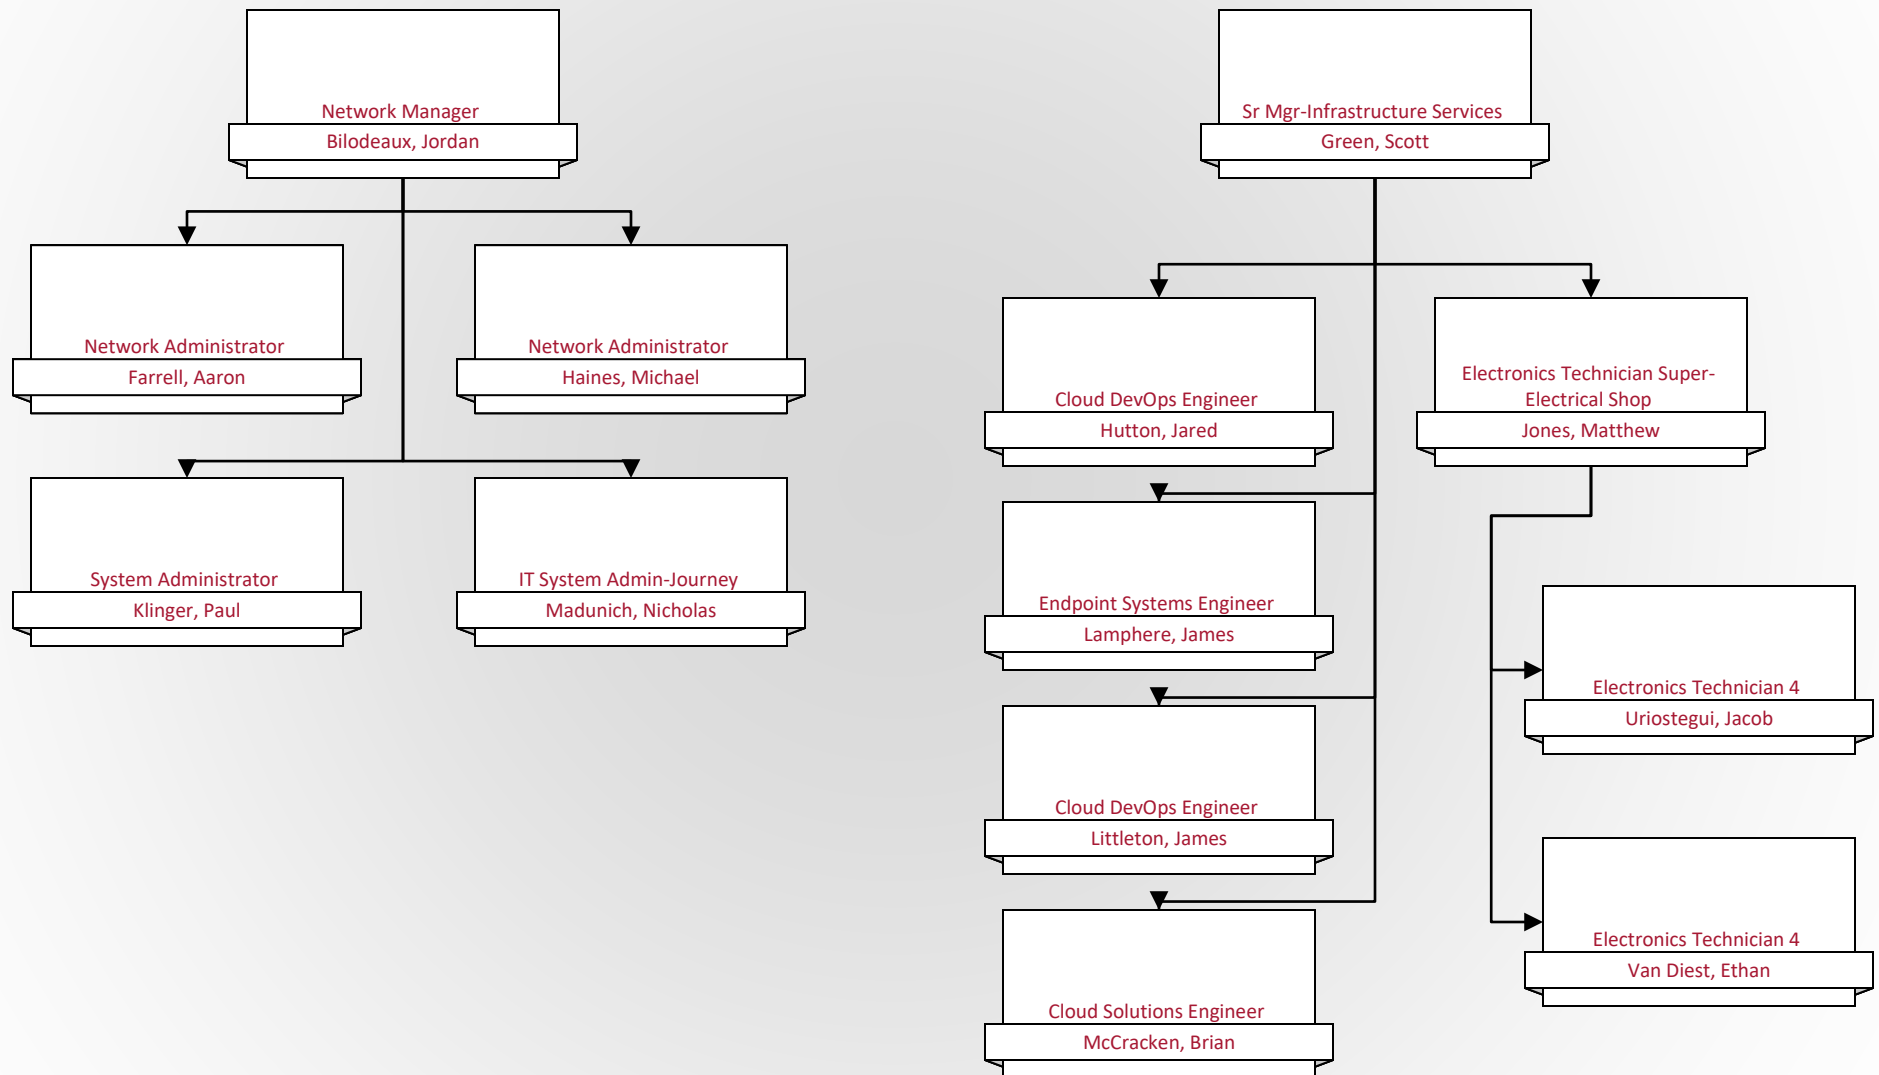 Network Manager
Bilodeaux, Jordan
Network Administrator
Farrell, Aaron
Network Administrator
Haines, Michael
System Administrator
Klinger, Paul
IT System Admin-Journey
Madunich, Nicholas
Sr Mgr-Infrastructure Services
Green, Scott
Cloud DevOps Engineer
Hutton, Jared
Electronics Technician Super-
Electrical Shop
Jones, Matthew
Endpoint Systems Engineer
Lamphere, James
Cloud DevOps Engineer
Littleton, James
Cloud Solutions Engineer
McCracken, Brian
Electronics Technician 4
Uriostegui, Jacob
Electronics Technician 4
Van Diest, Ethan